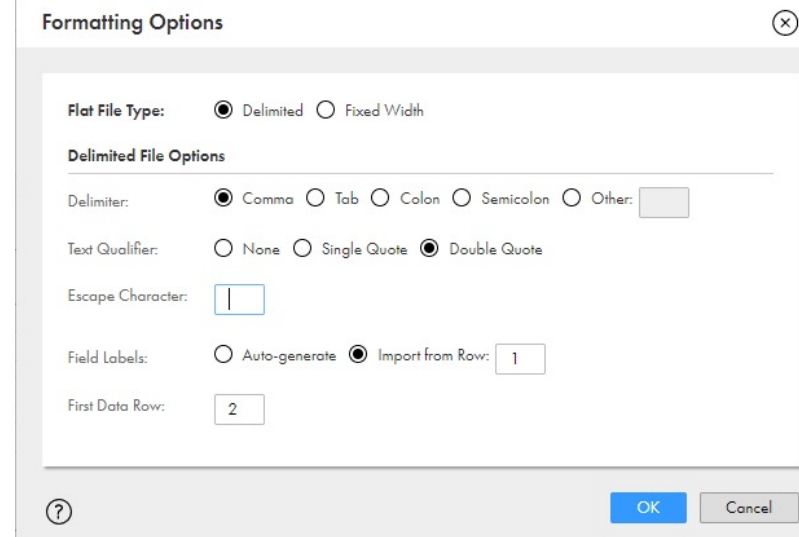 Formatting Options
Flat File Type: Delimited Fixed Width
Delimited File Options
Delimiter: Comma Tab Colon Semicolon Other:
Text Qualifier: None Single Quote Double Quote
Escape Character:
Field Labels: Auto-generate Import from Row: 1
First Data Row: 2
? OK Cancel